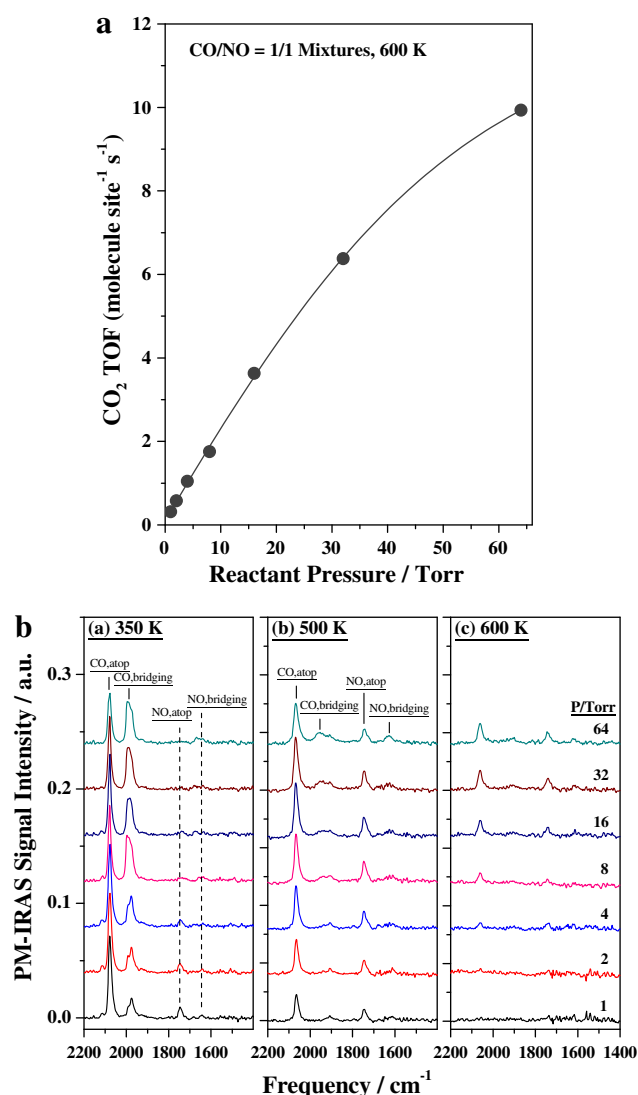 a
CO/NO = 1/1 Mixtures, 600 K
12
10
8
6
4
2
0
CO₂ TOF (molecule site⁻¹ s⁻¹)
0 10 20 30 40 50 60
Reactant Pressure / Torr
b
(a) 350 K (b) 500 K (c) 600 K
CO,atop
CO,bridging
NO,atop
NO,bridging
CO,atop
CO,bridging
NO,atop
NO,bridging
P/Torr
64
32
16
8
4
2
1
0.3
0.2
0.1
0.0
PM-IRAS Signal Intensity / a.u.
2200 2000 1800 1600 2200 2000 1800 1600 2200 2000 1800 1600 1400
Frequency / cm⁻¹